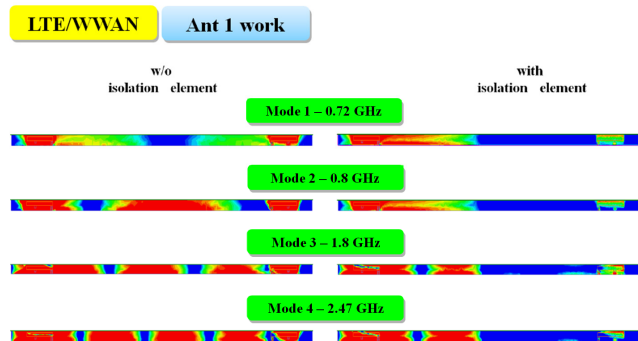 LTE/WWAN
Ant 1 work
w/o
isolation element
with
isolation element
Mode 1 – 0.72 GHz
Mode 2 – 0.8 GHz
Mode 3 – 1.8 GHz
Mode 4 – 2.47 GHz